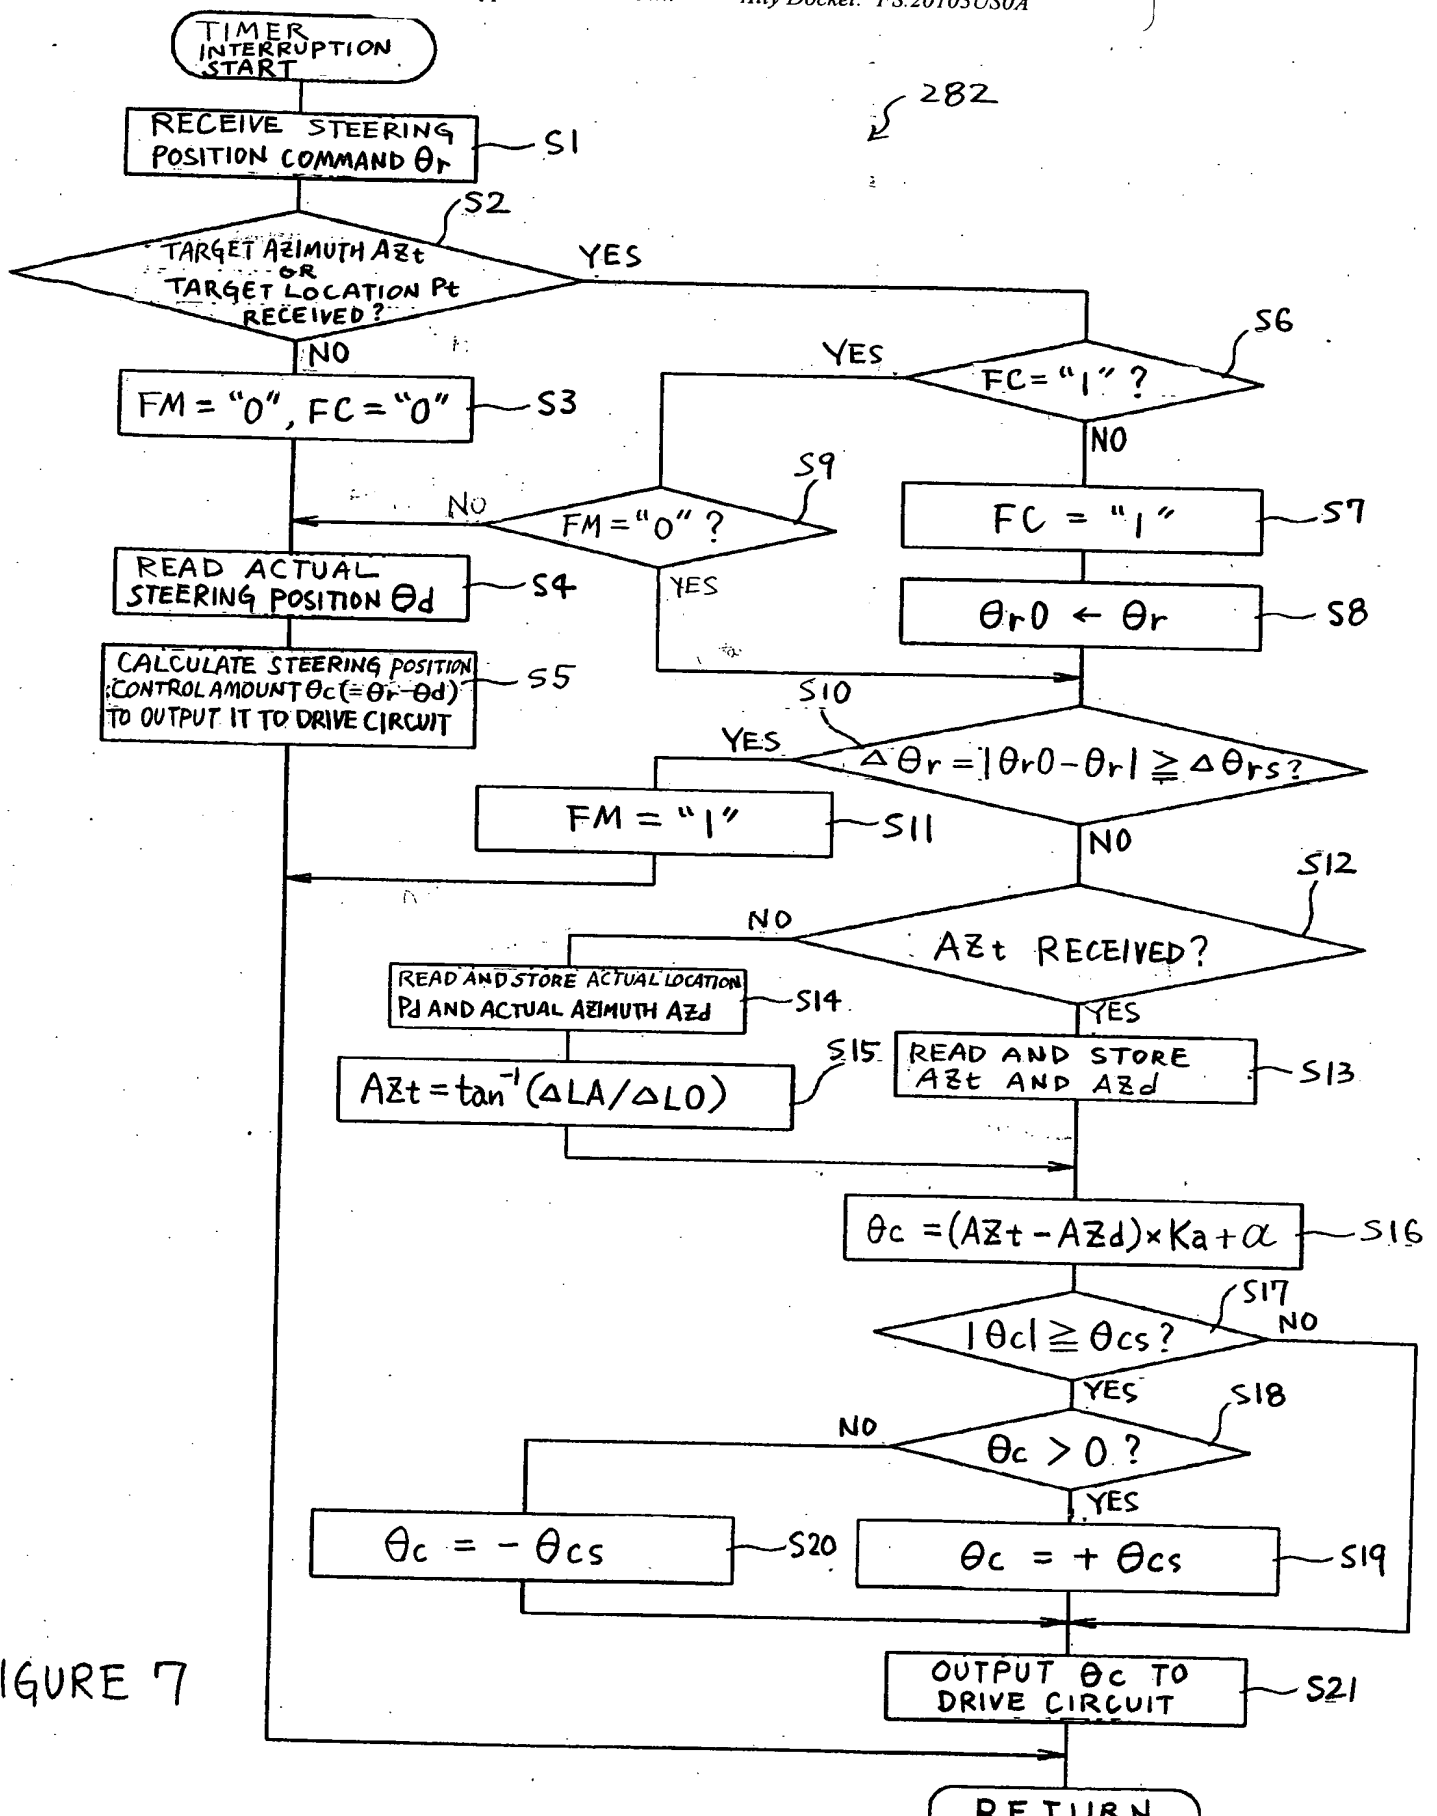 Atty Docket: PS.20103US0A
TIMER
INTERRUPTION
START
282
RECEIVE STEERING
POSITION COMMAND θr
S1
S2
TARGET AZIMUTH AZt
OR
TARGET LOCATION Pt
RECEIVED?
YES
NO
S6
FC = "1" ?
YES
NO
FM = "0", FC = "0"
S3
S9
FM = "0" ?
NO
YES
FC = "1"
S7
READ ACTUAL
STEERING POSITION θd
S4
θr0 ← θr
S8
CALCULATE STEERING POSITION
CONTROL AMOUNT θc (=θr-θd)
TO OUTPUT IT TO DRIVE CIRCUIT
S5
S10
Δθr = |θr0 - θr| ≧ Δθrs?
YES
NO
FM = "1"
S11
S12
AZt RECEIVED?
NO
YES
READ AND STORE ACTUAL LOCATION
Pd AND ACTUAL AZIMUTH AZd
S14
READ AND STORE
AZt AND AZd
S13
AZt = tan⁻¹ (ΔLA/ΔLO)
S15
θc = (AZt - AZd) × Ka + α
S16
S17
|θc| ≧ θcs?
NO
YES
S18
θc > 0 ?
NO
YES
θc = - θcs
S20
θc = + θcs
S19
OUTPUT θc TO
DRIVE CIRCUIT
S21
IGURE 7
RETURN